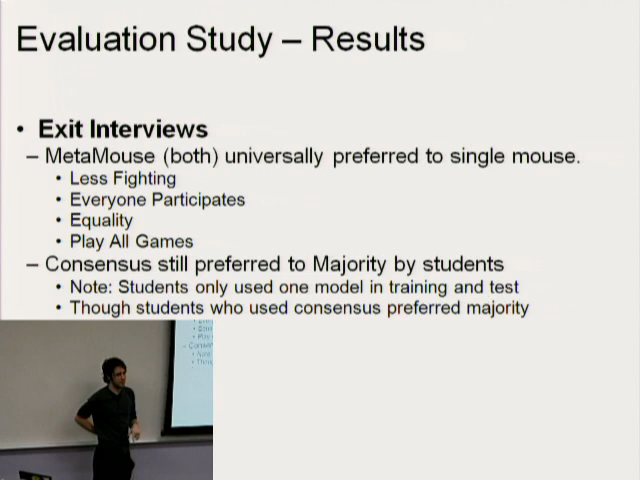 Evaluation Study – Results
• Exit Interviews
– MetaMouse (both) universally preferred to single mouse.
• Less Fighting
• Everyone Participates
• Equality
• Play All Games
– Consensus still preferred to Majority by students
• Note: Students only used one model in training and test
• Though students who used consensus preferred majority